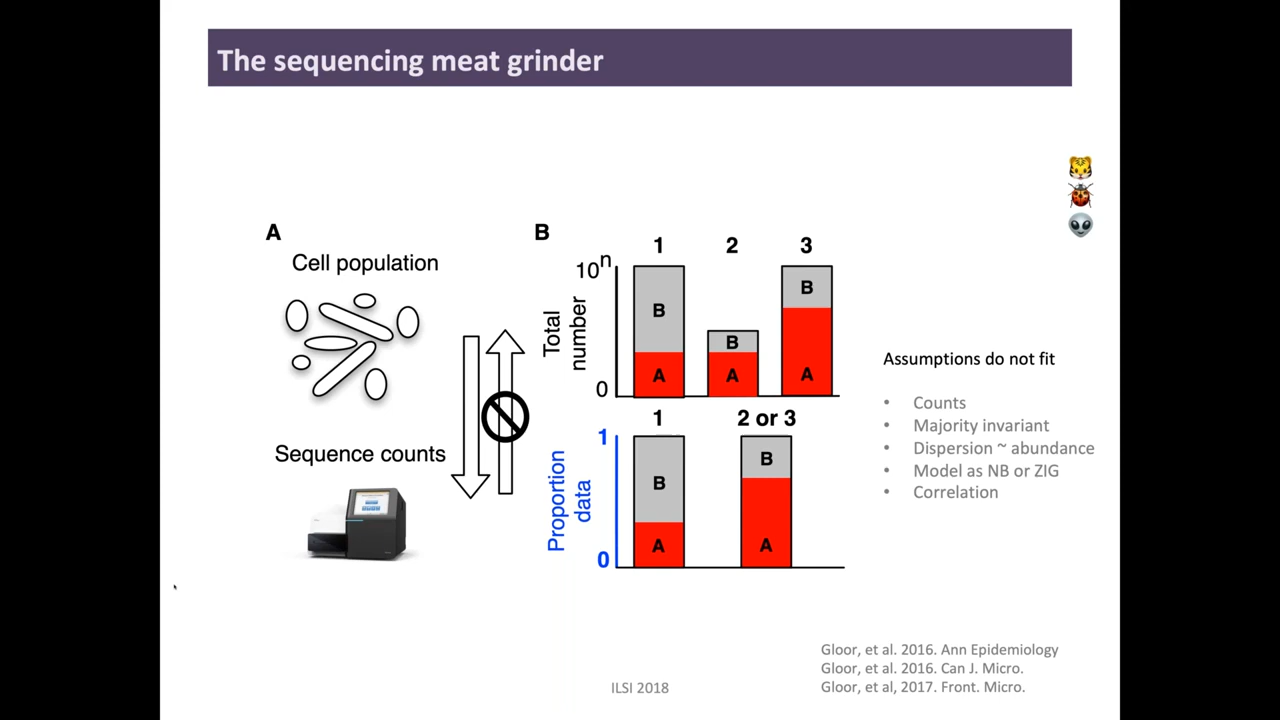 The sequencing meat grinder
A
Cell population
Sequence counts
B
1
2
3
10n
Total
number
0
B
A
B
A
B
A
1
2 or 3
1
Proportion
data
0
B
A
B
A
Assumptions do not fit
• Counts
• Majority invariant
• Dispersion ~ abundance
• Model as NB or ZIG
• Correlation
Gloor, et al. 2016. Ann Epidemiology
Gloor, et al. 2016. Can J. Micro.
Gloor, et al, 2017. Front. Micro.
ILSI 2018